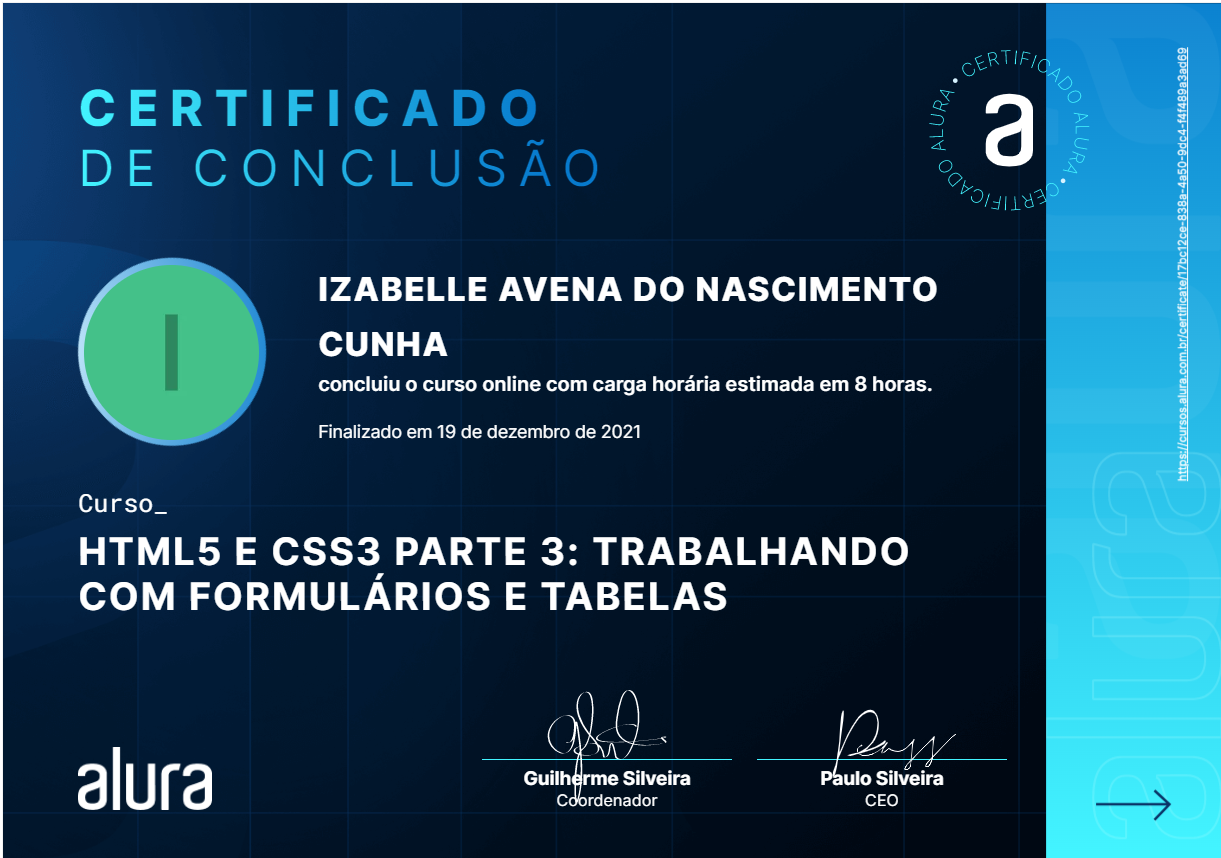 CERTIFICADO
DE CONCLUSÃO
CERTIFICADO ALURA • CERTIFICADO ALURA •
a
https://cursos.alura.com.br/certificate/17bc12ce-838a-4a50-9dc4-f4f489a3ad69
I
IZABELLE AVENA DO NASCIMENTO
CUNHA
concluiu o curso online com carga horária estimada em 8 horas.
Finalizado em 19 de dezembro de 2021
Curso_
HTML5 E CSS3 PARTE 3: TRABALHANDO
COM FORMULÁRIOS E TABELAS
alura
Guilherme Silveira
Coordenador
Paulo Silveira
CEO
alura